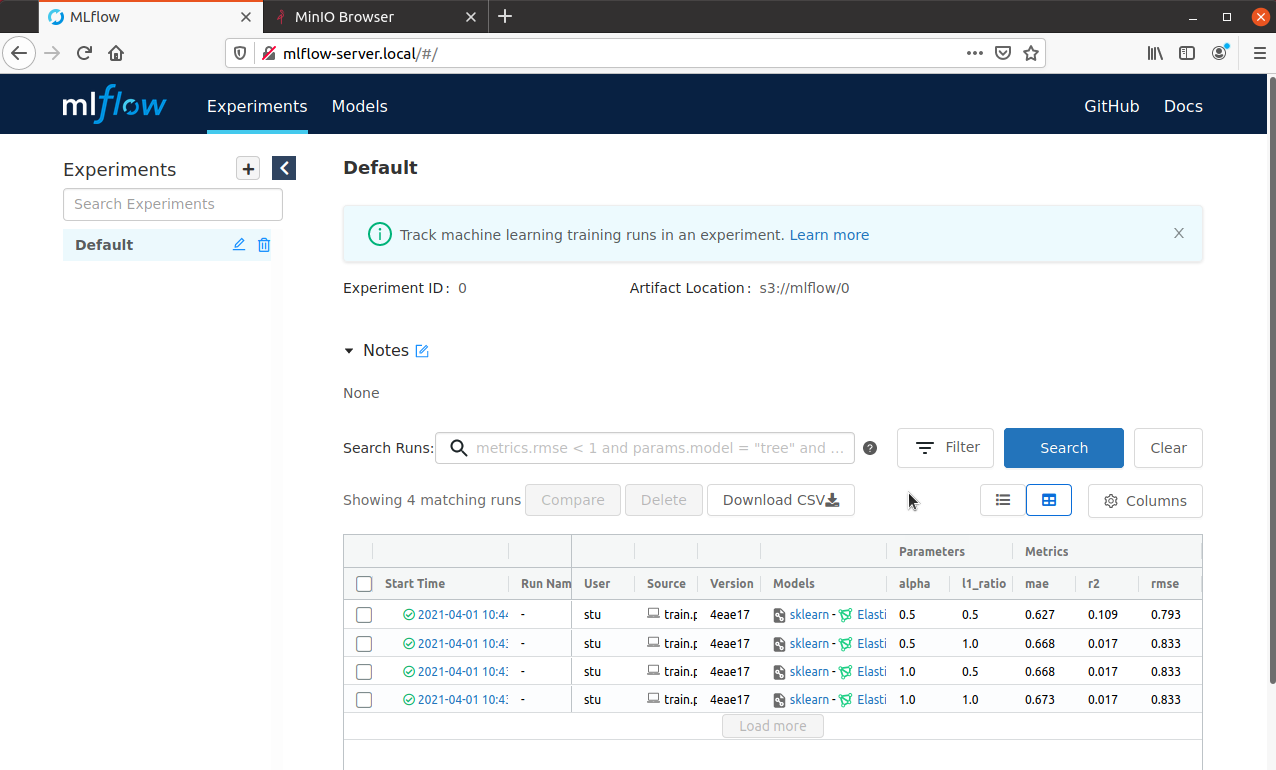 MLflow MinIO Browser
mlflow-server.local/#/
mlflow Experiments Models GitHub Docs
Experiments
Search Experiments
Default
Default
Track machine learning training runs in an experiment. Learn more
Experiment ID: 0 Artifact Location: s3://mlflow/0
Notes
None
Search Runs: metrics.rmse < 1 and params.model = "tree" and ... Filter Search Clear
Showing 4 matching runs Compare Delete Download CSV Columns
Parameters Metrics
Start Time Run Nam User Source Version Models alpha l1_ratio mae r2 rmse
2021-04-01 10:44 - stu train.p 4eae17 sklearn - Elasti 0.5 0.5 0.627 0.109 0.793
2021-04-01 10:43 - stu train.p 4eae17 sklearn - Elasti 0.5 1.0 0.668 0.017 0.833
2021-04-01 10:43 - stu train.p 4eae17 sklearn - Elasti 1.0 0.5 0.668 0.017 0.833
2021-04-01 10:43 - stu train.p 4eae17 sklearn - Elasti 1.0 1.0 0.673 0.017 0.833
Load more